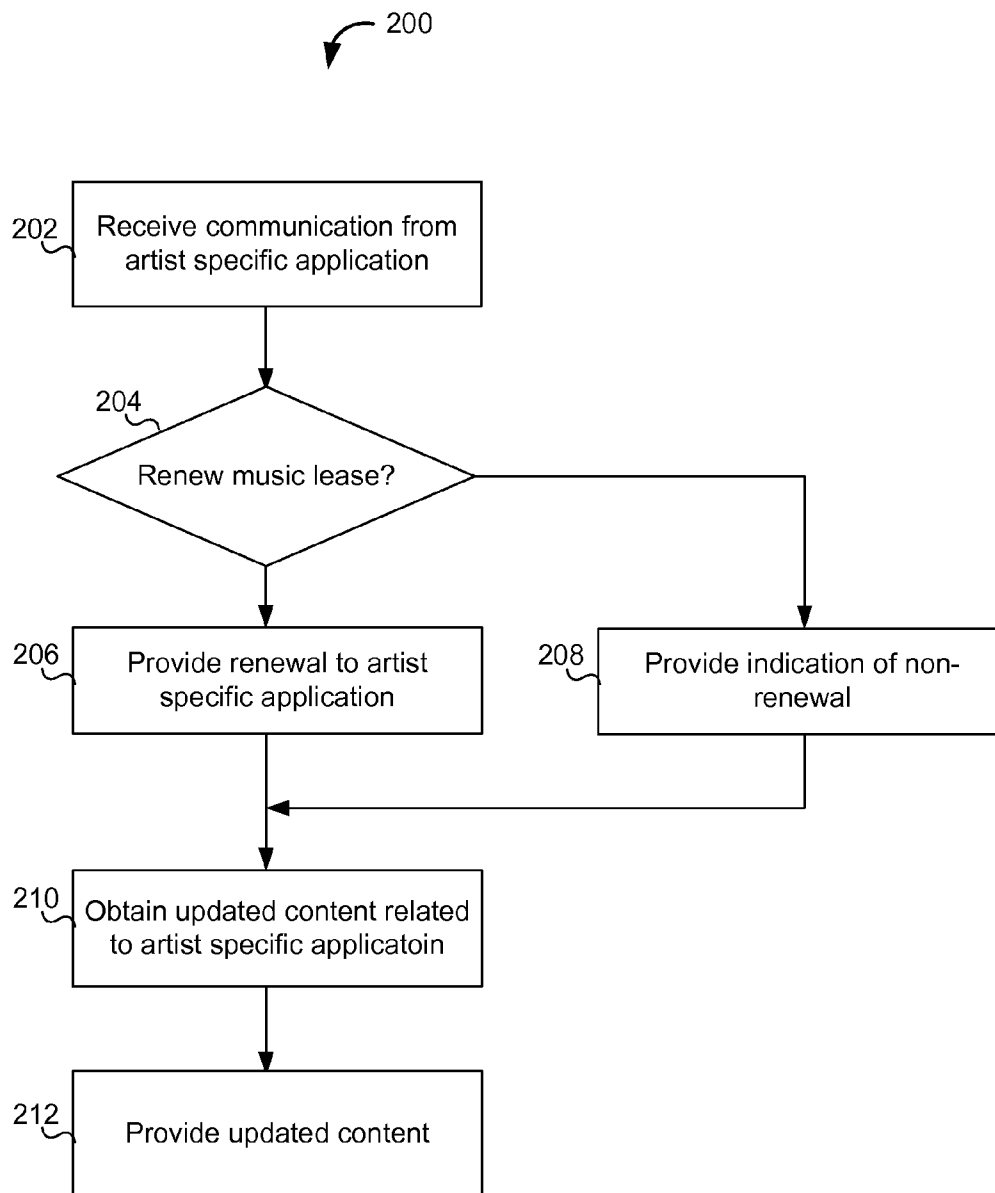 200
202
Receive communication from
artist specific application
204
Renew music lease?
206
Provide renewal to artist
specific application
208
Provide indication of non-
renewal
210
Obtain updated content related
to artist specific applicatoin
212
Provide updated content